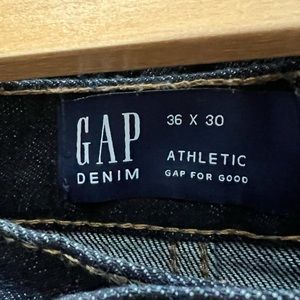 GAP
DENIM
36 X 30
ATHLETIC
GAP FOR GOOD